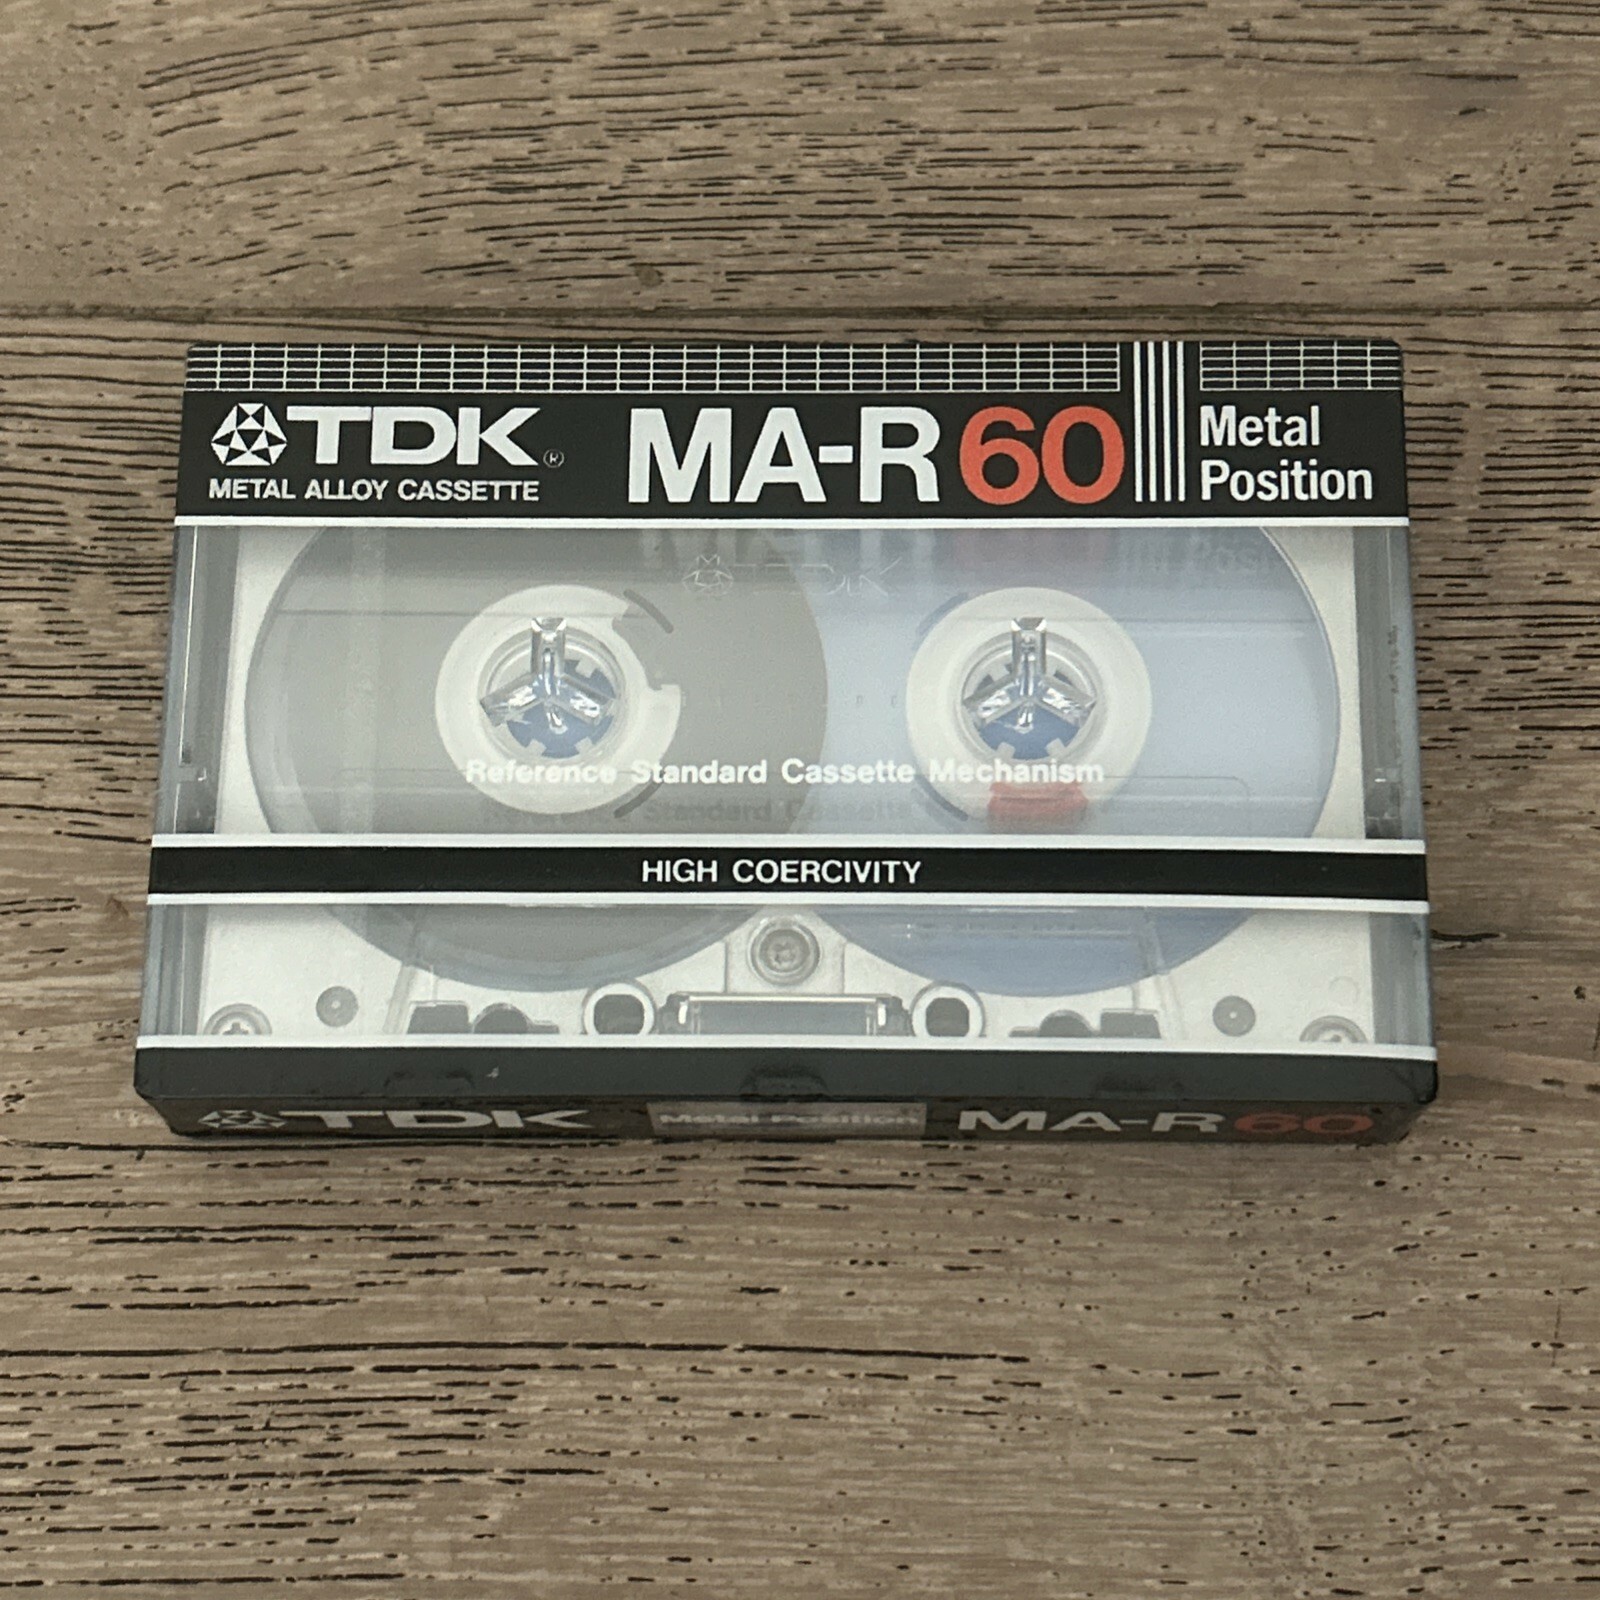 TDK®
METAL ALLOY CASSETTE
MA-R 60
Metal
Position
Reference Standard Cassette Mechanism
HIGH COERCIVITY
TDK Metal Position MA-R 60